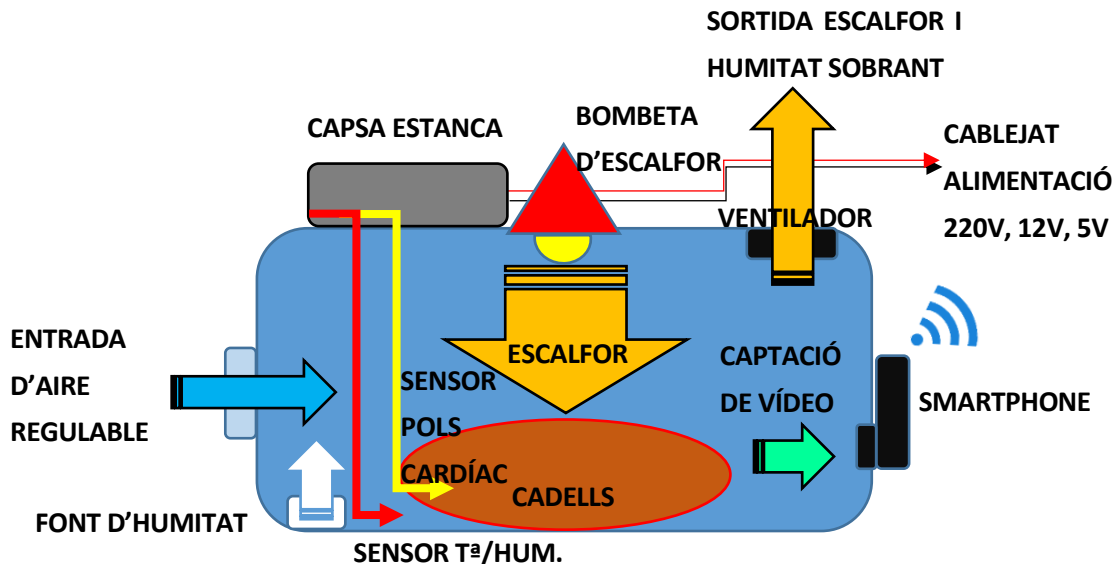 SORTIDA ESCALFOR I
HUMITAT SOBRANT
CAPSA ESTANCA
BOMBETA
D’ESCALFOR
CABLEJAT
ALIMENTACIÓ
220V, 12V, 5V
VENTILADOR
ENTRADA
D’AIRE
REGULABLE
ESCALFOR
SENSOR
POLS
CARDÍAC
CAPTACIÓ
DE VÍDEO
SMARTPHONE
CADELLS
FONT D’HUMITAT
SENSOR Tª/HUM.